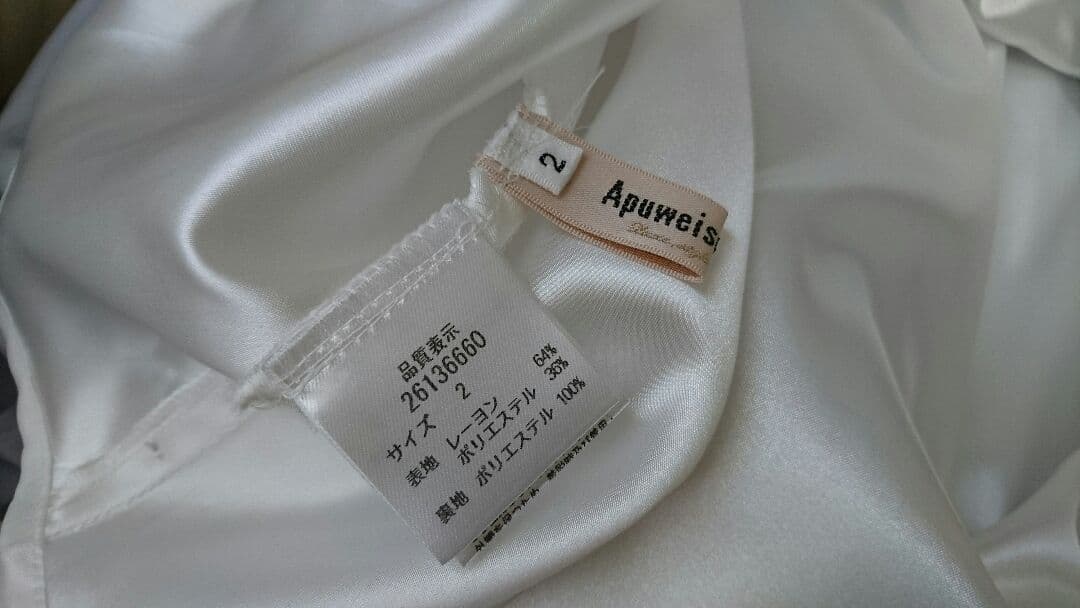 2
Apuweis
品質表示
26136660
サイズ 2
表地 レーヨン 64%
ポリエステル 36%
裏地 ポリエステル 100%